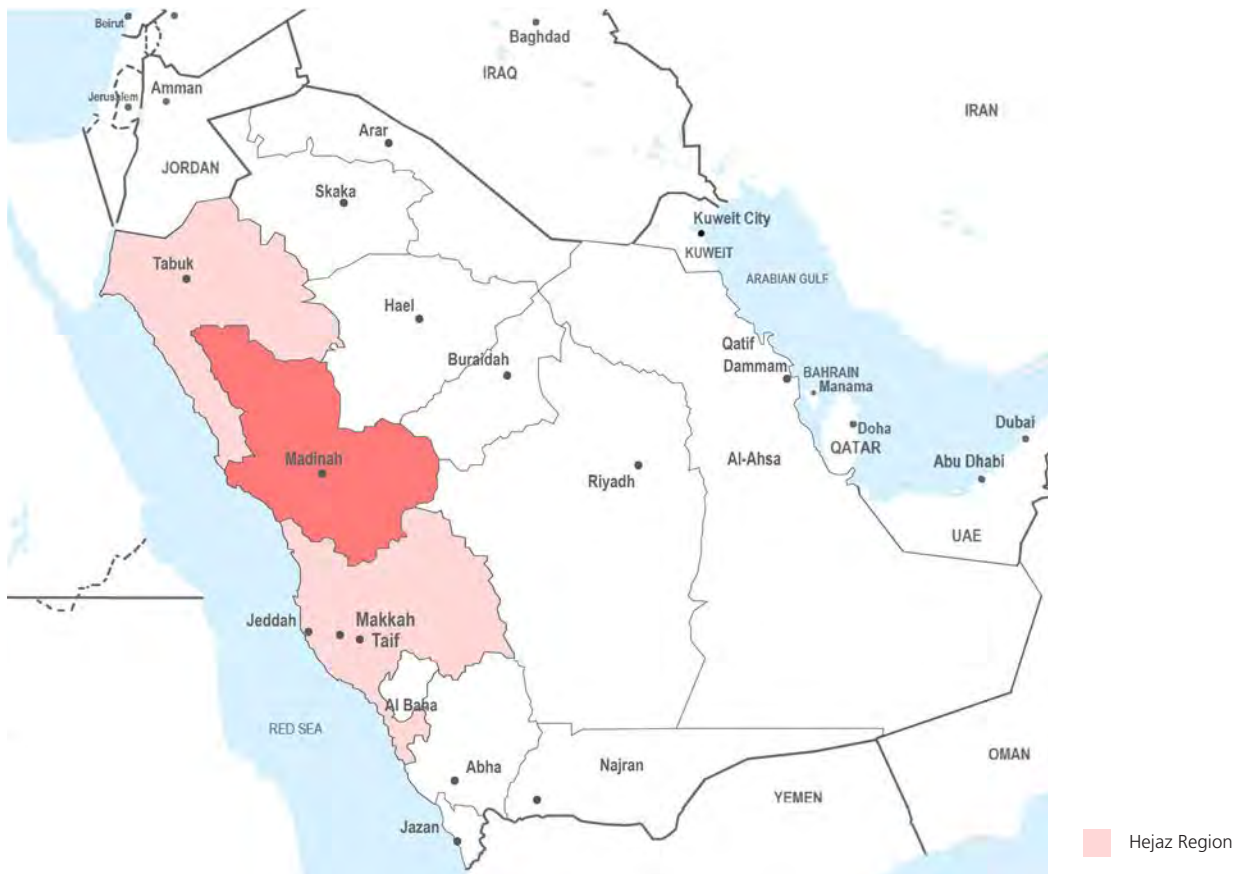 Beirut
Baghdad
IRAQ
Amman
Jerusalem
IRAN
Arar
JORDAN
Skaka
Kuweit City
KUWEIT
Tabuk
ARABIAN GULF
Hael
Qatif
Buraidah
Dammam
BAHRAIN
Manama
Dubai
Doha
QATAR
Madinah
Al-Ahsa
Abu Dhabi
Riyadh
UAE
Jeddah
Makkah
Taif
Al Baha
RED SEA
Abha
Najran
OMAN
YEMEN
Jazan
Hejaz Region